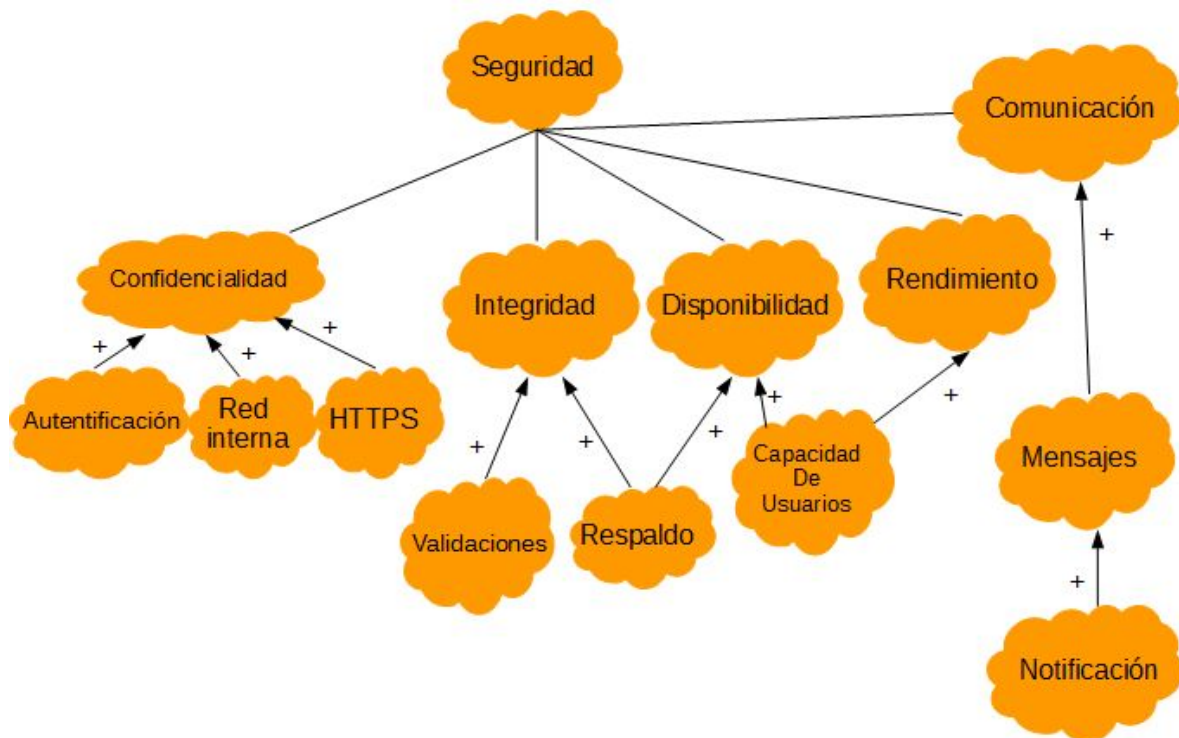 Seguridad
Comunicación
+
Confidencialidad
Integridad
Disponibilidad
Rendimiento
+
+
+
Autentificación
Red
interna
HTTPS
+
+
+
+
+
Capacidad
De
Usuarios
Mensajes
Validaciones
Respaldo
+
Notificación